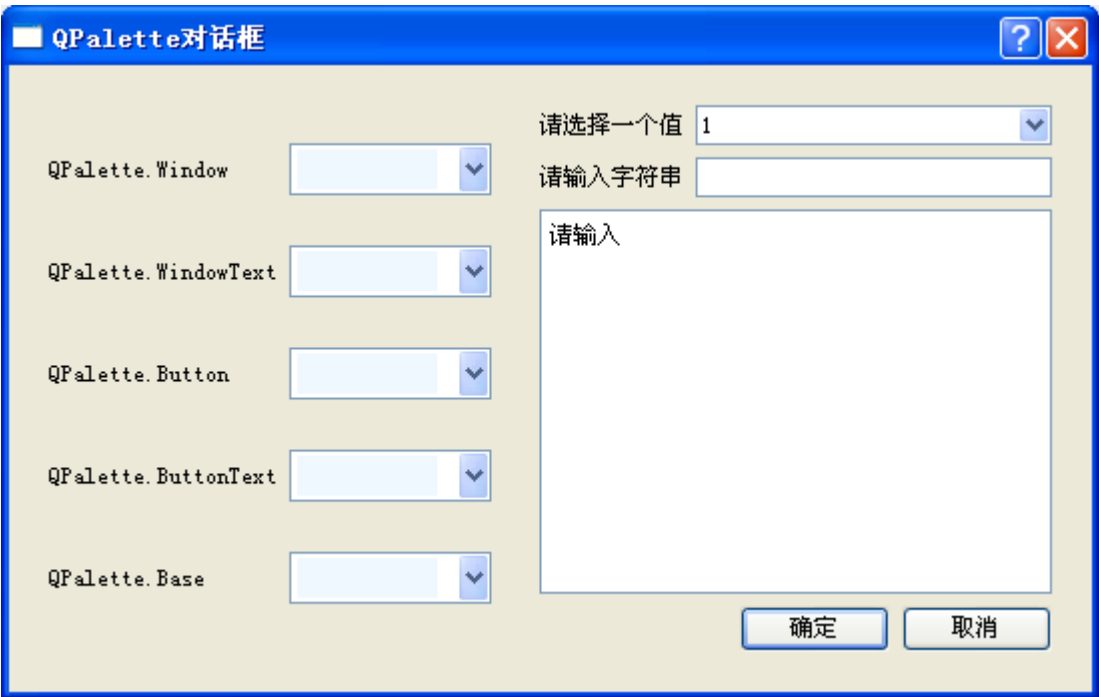 QPalette对话框
QPalette.Window
QPalette.WindowText
QPalette.Button
QPalette.ButtonText
QPalette.Base
请选择一个值 1
请输入字符串
请输入
确定 取消